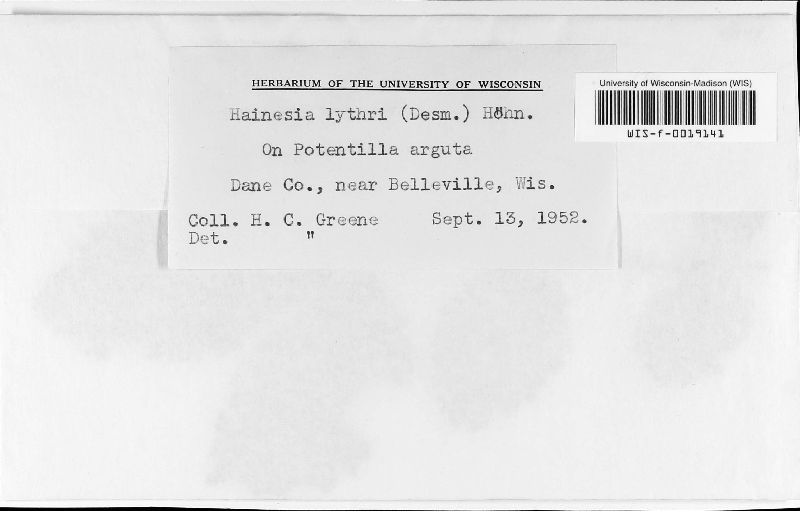 HERBARIUM OF THE UNIVERSITY OF WISCONSIN
Hainesia lythri (Desm.) Höhn.
On Potentilla arguta
Dane Co., near Belleville, Wis.
Coll. H. C. Greene Sept. 13, 1952.
Det. "
University of Wisconsin-Madison (WIS)
WIS-f-0019141